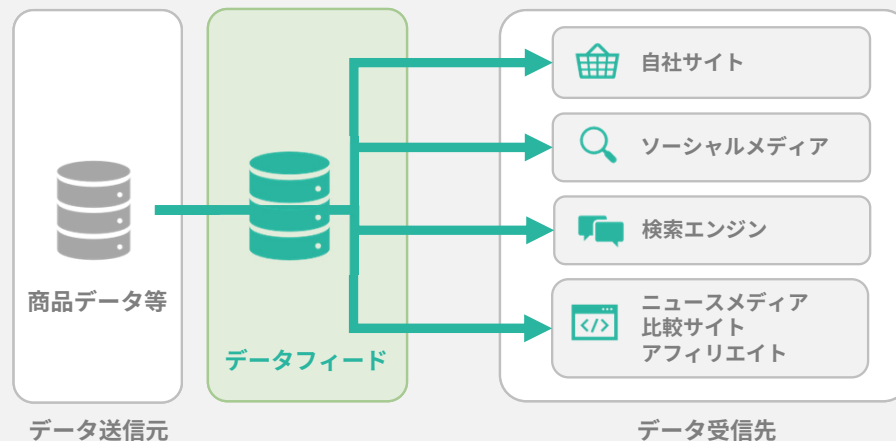 商品データ等
データ送信元
データフィード
自社サイト
ソーシャルメディア
検索エンジン
ニュースメディア
比較サイト
アフィリエイト
データ受信先